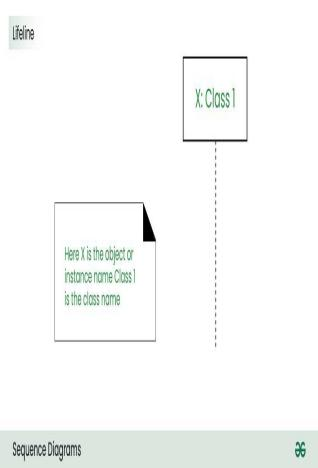 Lifeline
X: Class 1
Here X is the object or
instance name Class 1
is the class name
Sequence Diagrams